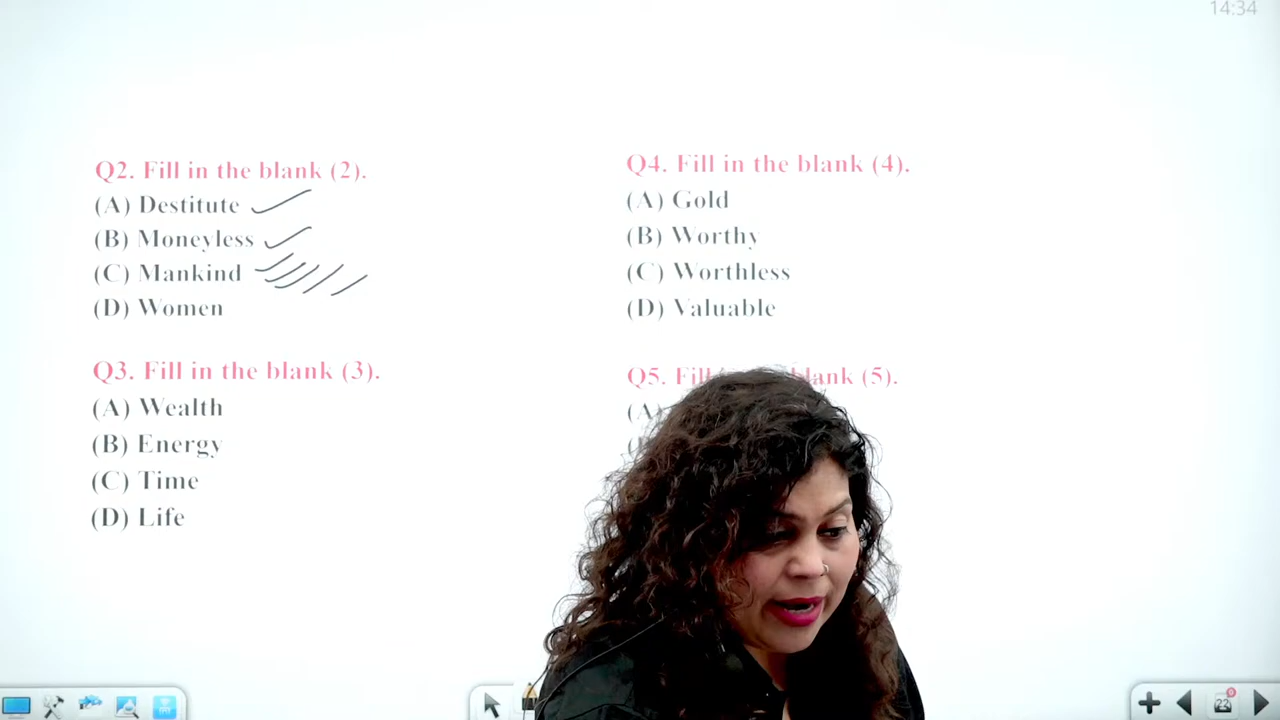 14:34
Q2. Fill in the blank (2).
(A) Destitute
(B) Moneyless
(C) Mankind
(D) Women
Q3. Fill in the blank (3).
(A) Wealth
(B) Energy
(C) Time
(D) Life
Q4. Fill in the blank (4).
(A) Gold
(B) Worthy
(C) Worthless
(D) Valuable
Q5. Fill blank (5).
(A)
22